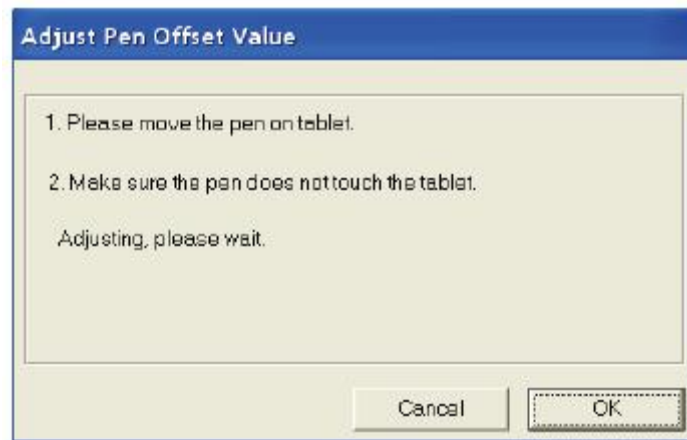 Adjust Pen Offset Value
1. Please move the pen on tablet.
2. Make sure the pen does not touch the tablet.
Adjusting, please wait.
Cancel
OK